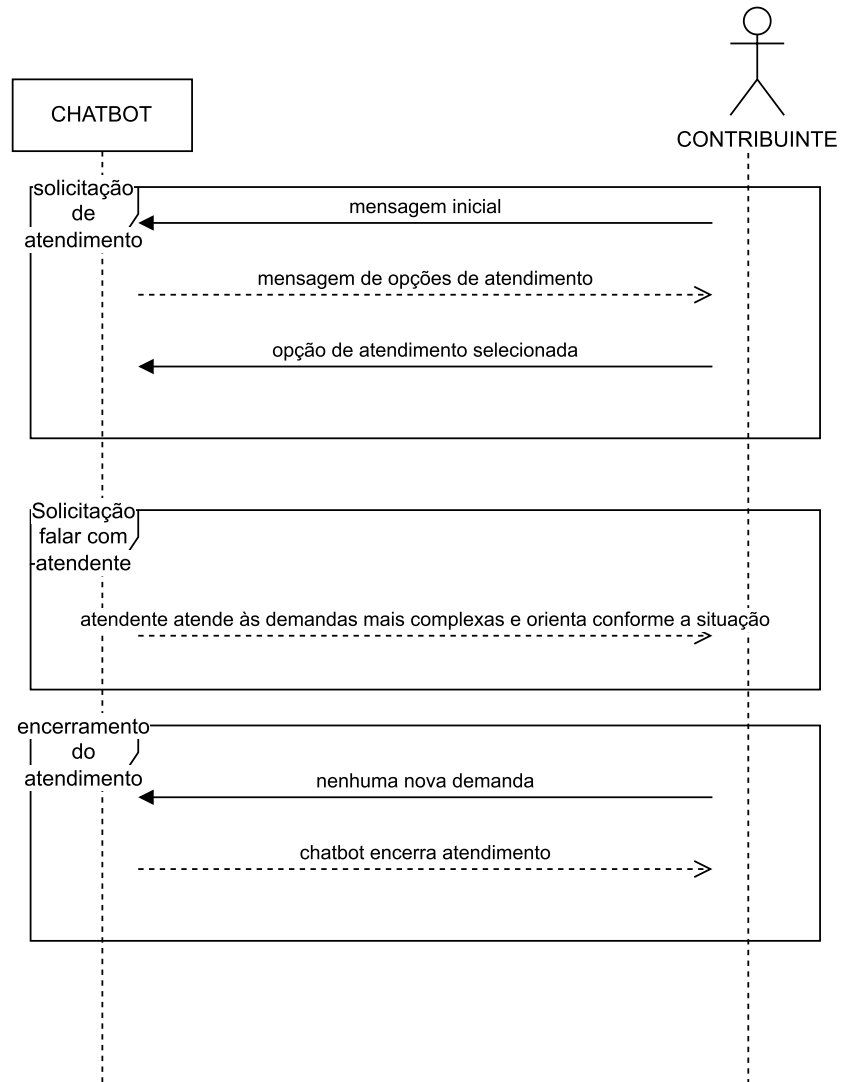 CHATBOT
CONTRIBUINTE
solicitação
de
atendimento
mensagem inicial
mensagem de opções de atendimento
opção de atendimento selecionada
Solicitação
falar com
atendente
atendente atende às demandas mais complexas e orienta conforme a situação
encerramento
do
atendimento
nenhuma nova demanda
chatbot encerra atendimento